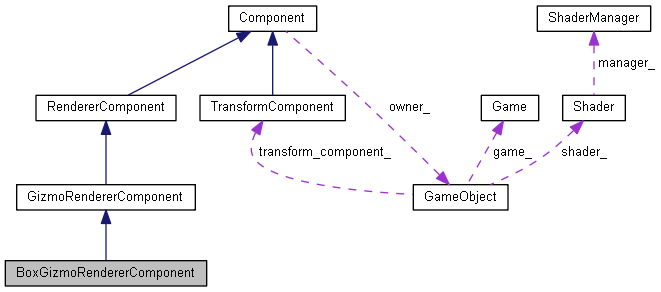 Component
ShaderManager
manager_
RendererComponent
TransformComponent
owner_
Game
Shader
transform_component_
game_
shader_
GizmoRendererComponent
GameObject
BoxGizmoRendererComponent